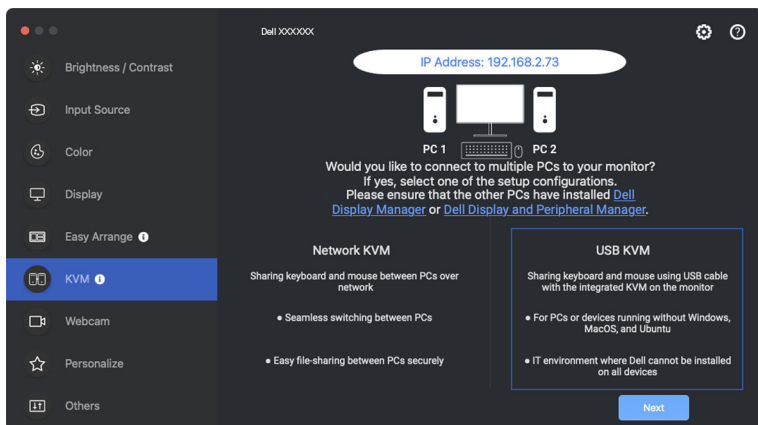 Dell XXXXXX
Brightness / Contrast
Input Source
Color
Display
Easy Arrange
KVM
Webcam
Personalize
Others
IP Address: 192.168.2.73
PC 1
PC 2
Would you like to connect to multiple PCs to your monitor?
If yes, select one of the setup configurations.
Please ensure that the other PCs have installed Dell
Display Manager or Dell Display and Peripheral Manager.
Network KVM
Sharing keyboard and mouse between PCs over
network
• Seamless switching between PCs
• Easy file-sharing between PCs securely
USB KVM
Sharing keyboard and mouse using USB cable
with the integrated KVM on the monitor
• For PCs or devices running without Windows,
MacOS, and Ubuntu
• IT environment where Dell cannot be installed
on all devices
Next